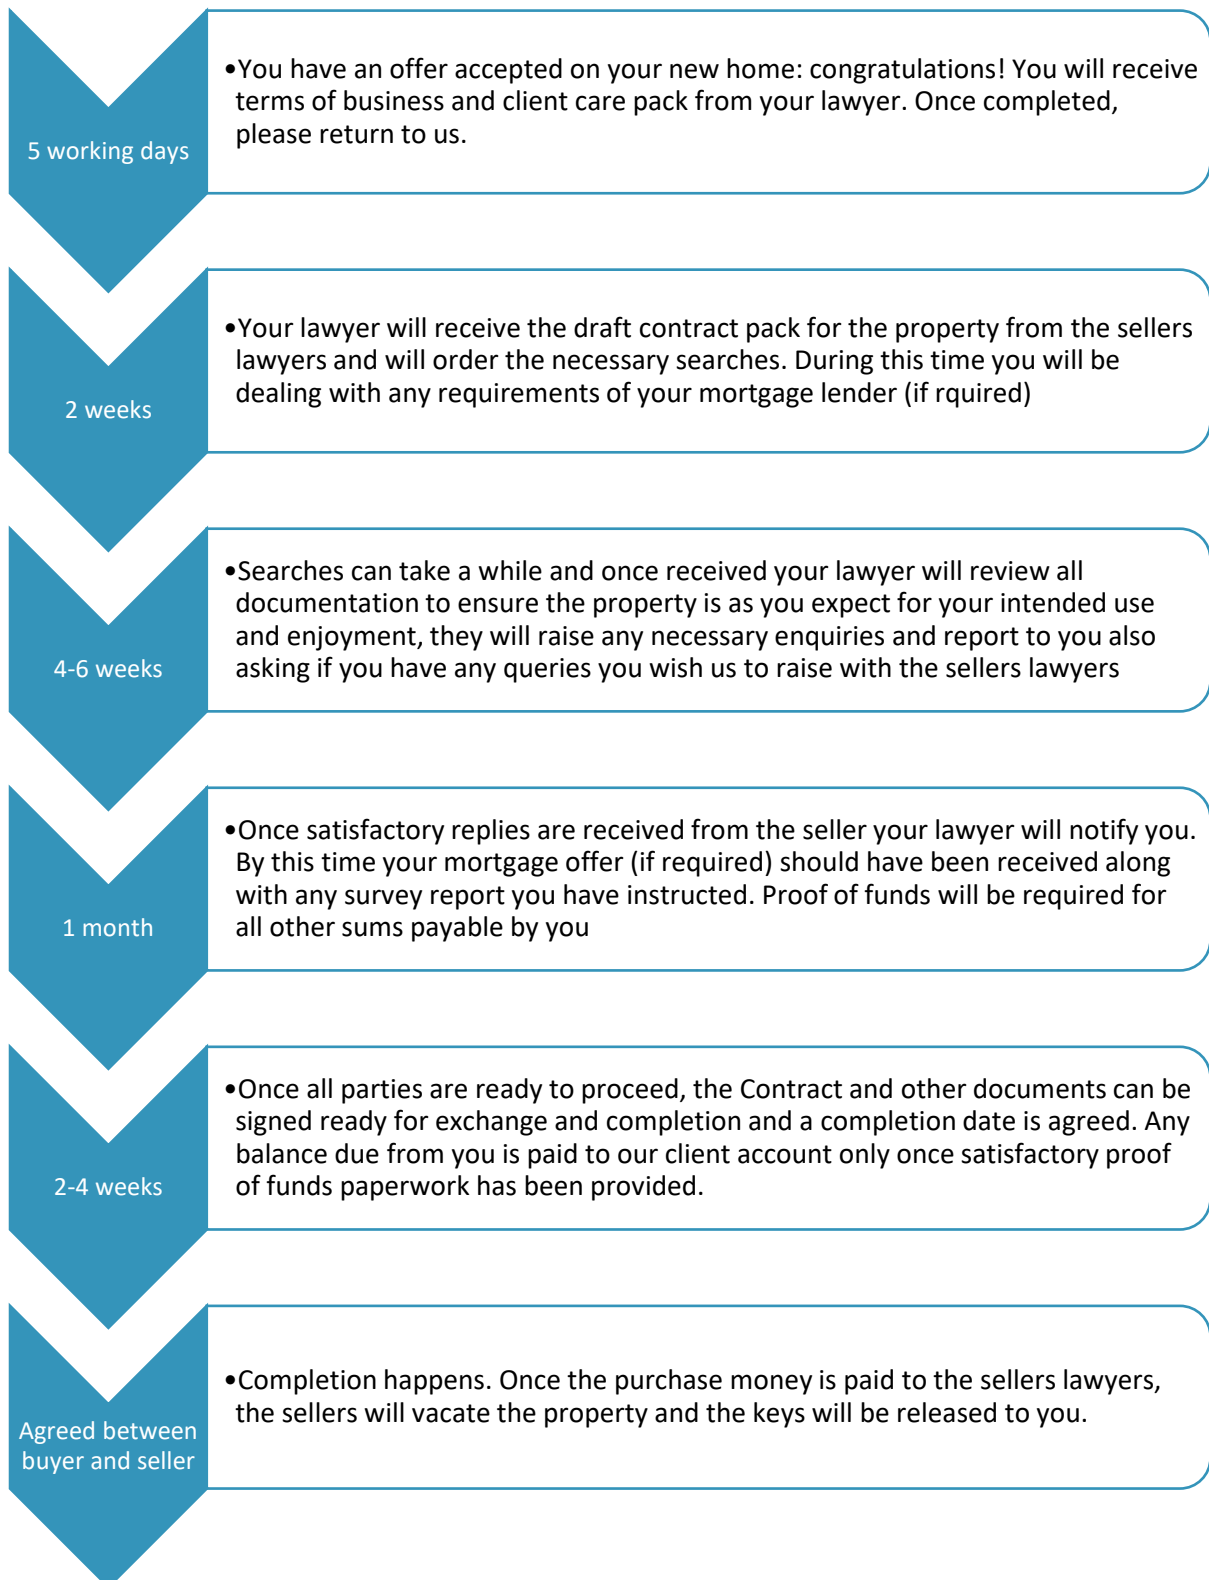 5 working days
•You have an offer accepted on your new home: congratulations! You will receive
terms of business and client care pack from your lawyer. Once completed,
please return to us.
2 weeks
•Your lawyer will receive the draft contract pack for the property from the sellers
lawyers and will order the necessary searches. During this time you will be
dealing with any requirements of your mortgage lender (if rquired)
4-6 weeks
•Searches can take a while and once received your lawyer will review all
documentation to ensure the property is as you expect for your intended use
and enjoyment, they will raise any necessary enquiries and report to you also
asking if you have any queries you wish us to raise with the sellers lawyers
1 month
•Once satisfactory replies are received from the seller your lawyer will notify you.
By this time your mortgage offer (if required) should have been received along
with any survey report you have instructed. Proof of funds will be required for
all other sums payable by you
2-4 weeks
•Once all parties are ready to proceed, the Contract and other documents can be
signed ready for exchange and completion and a completion date is agreed. Any
balance due from you is paid to our client account only once satisfactory proof
of funds paperwork has been provided.
Agreed between
buyer and seller
•Completion happens. Once the purchase money is paid to the sellers lawyers,
the sellers will vacate the property and the keys will be released to you.